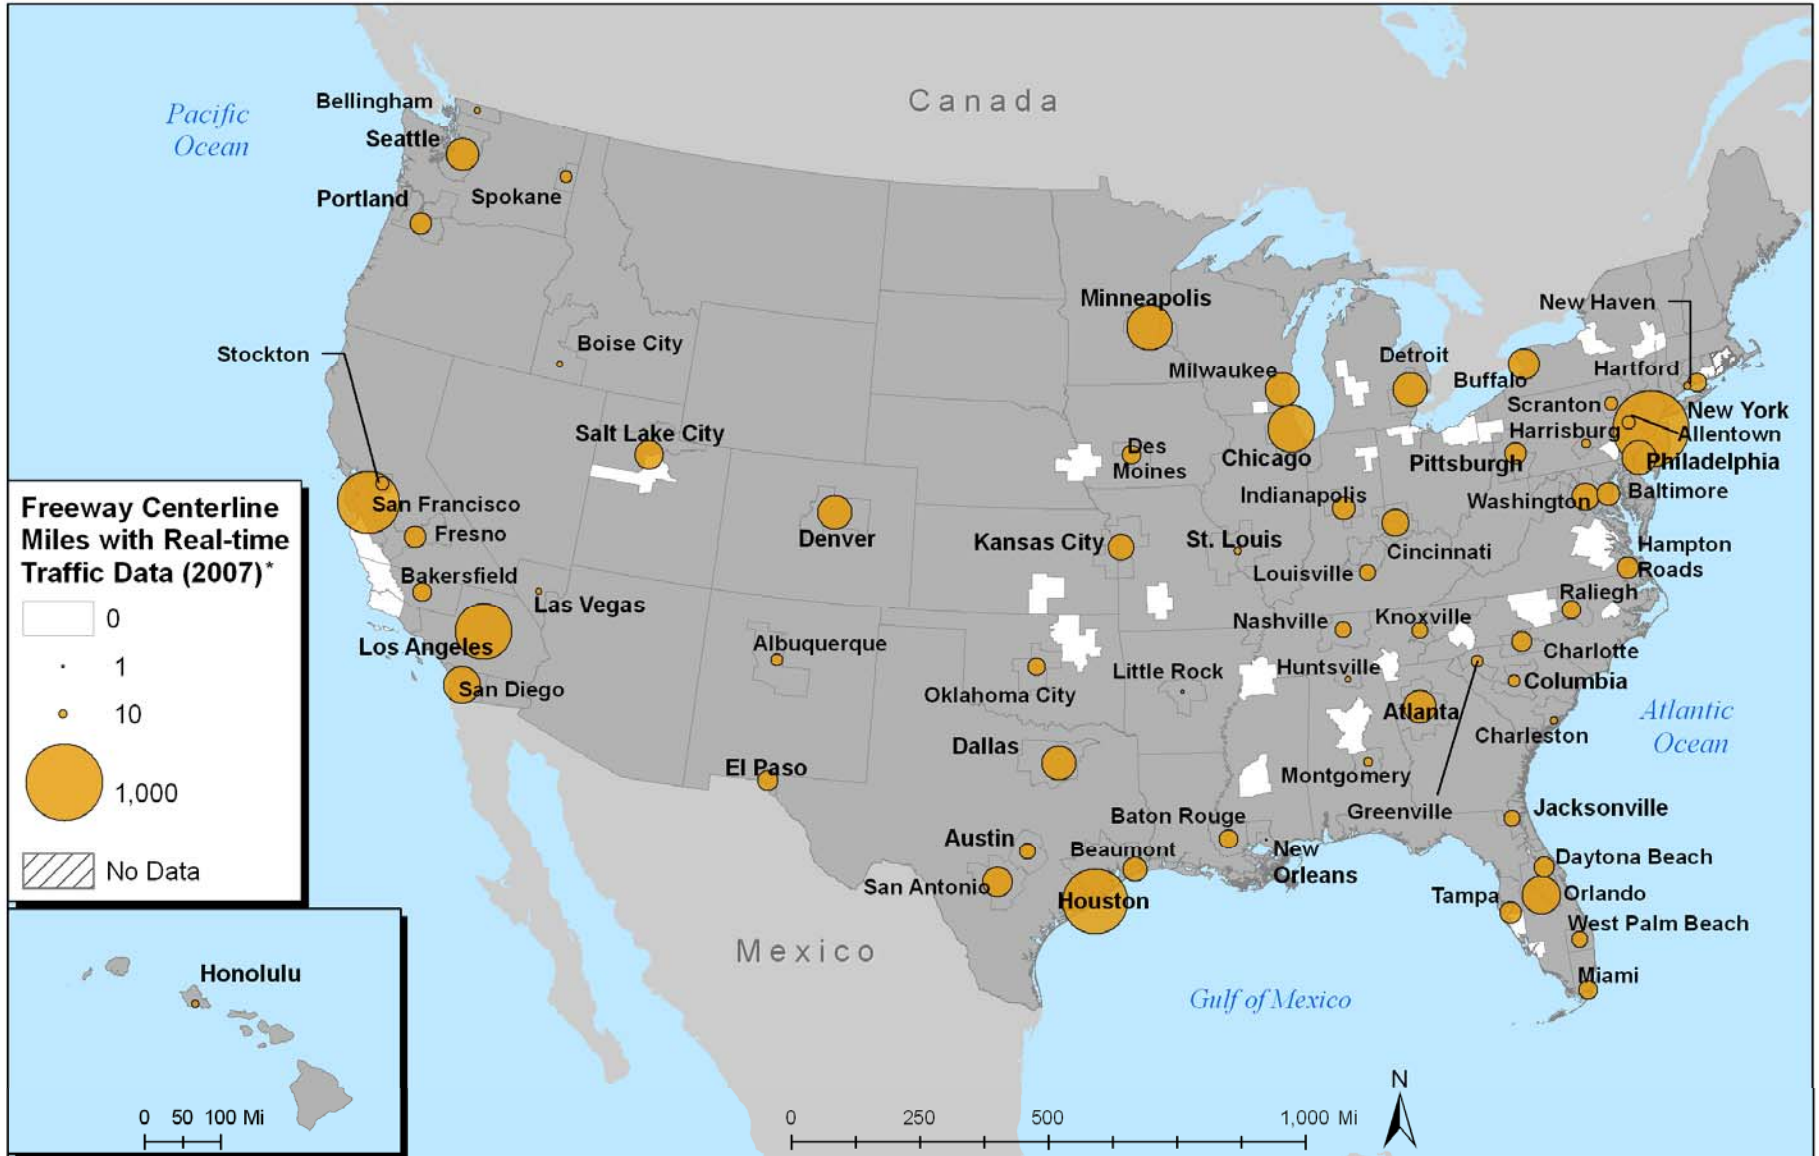 Canada
Pacific
Ocean
Bellingham
Seattle
Spokane
Portland
Minneapolis
New Haven
Boise City
Stockton
Milwaukee
Detroit
Buffalo
Hartford
Scranton
New York
Harrisburg
Allentown
Salt Lake City
Des
Moines
Chicago
Pittsburgh
Philadelphia
Indianapolis
Washington
Baltimore
San Francisco
Fresno
Denver
Kansas City
St. Louis
Cincinnati
Hampton
Roads
Louisville
Bakersfield
Las Vegas
Raliegh
Nashville
Knoxville
Los Angeles
Albuquerque
Charlotte
Little Rock
Huntsville
San Diego
Oklahoma City
Columbia
Atlanta
Atlantic
Ocean
Charleston
Dallas
El Paso
Montgomery
Greenville
Baton Rouge
Jacksonville
Austin
Beaumont
New
Orleans
Daytona Beach
San Antonio
Houston
Tampa
Orlando
West Palm Beach
Miami
Mexico
Gulf of Mexico
Freeway Centerline
Miles with Real-time
Traffic Data (2007)*
0
1
10
1,000
No Data
Honolulu
0 50 100 Mi
0 250 500 1,000 Mi
N